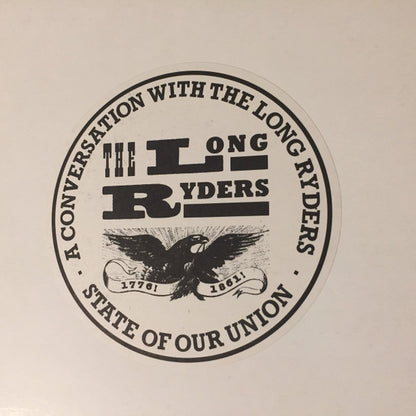 · A CONVERSATION WITH THE LONG RYDERS ·
THE LONG
RYDERS
1776! 1861!
STATE OF OUR UNION